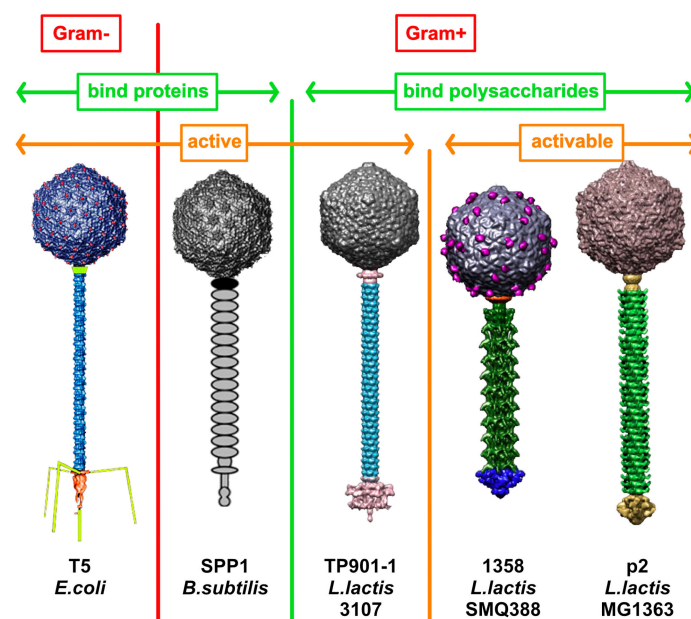 Gram-
Gram+
bind proteins
bind polysaccharides
active
activable
T5
E.coli
SPP1
B.subtilis
TP901-1
L.lactis
3107
1358
L.lactis
SMQ388
p2
L.lactis
MG1363